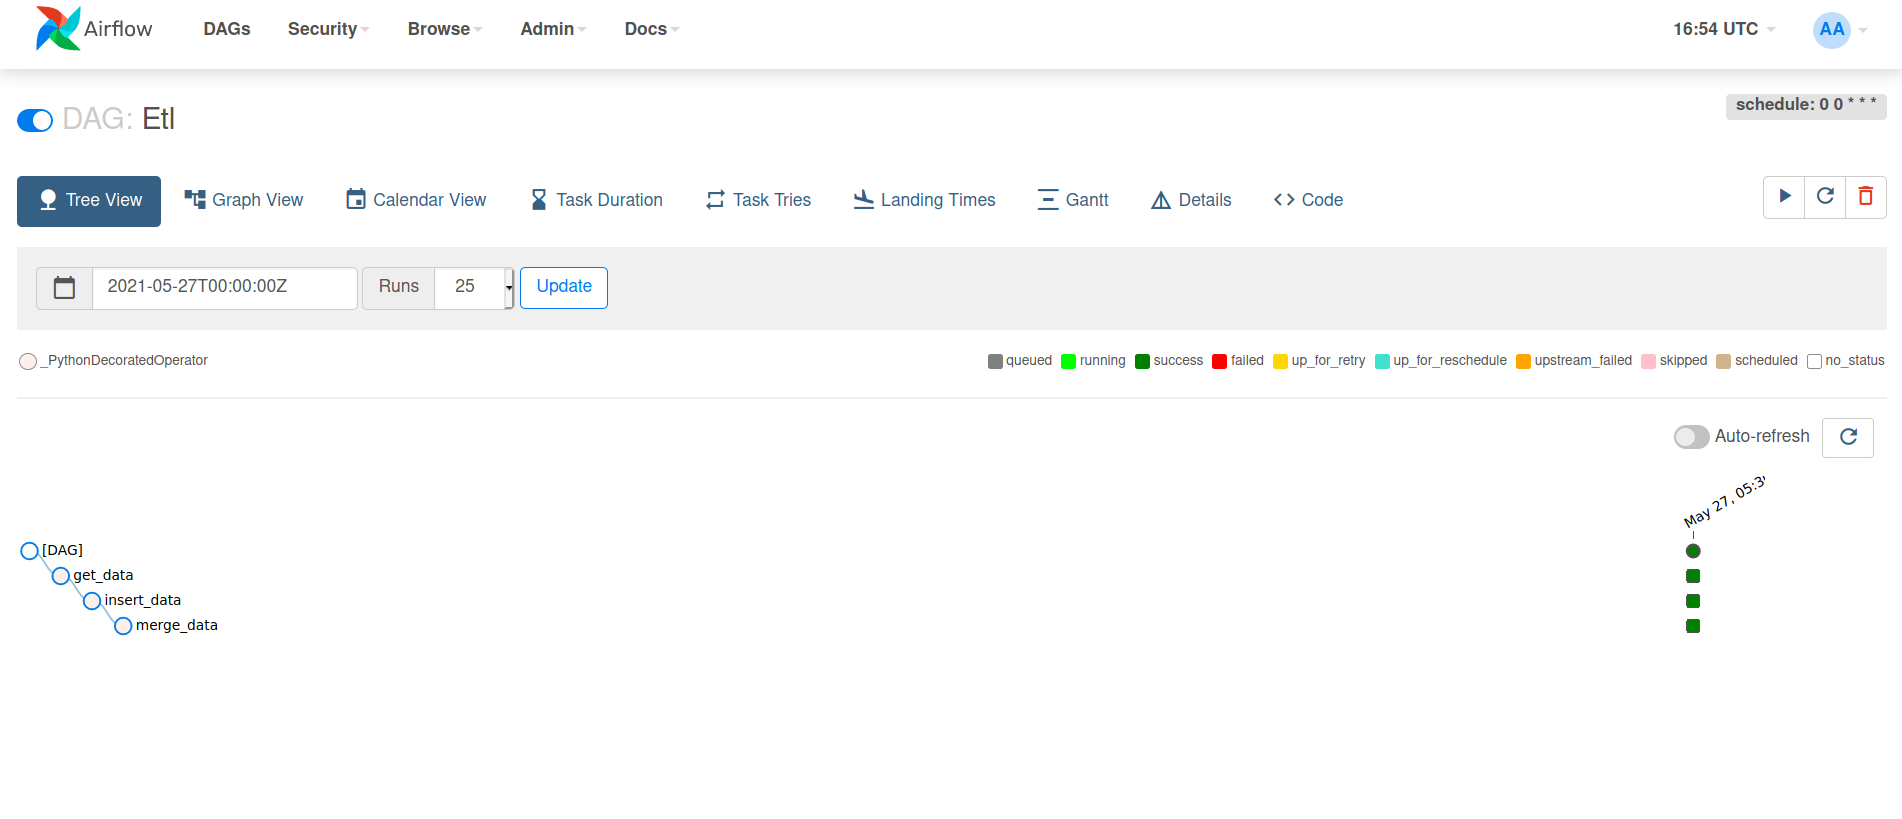 Airflow DAGs Security Browse Admin Docs 16:54 UTC AA
DAG: Etl
schedule: 0 0 * * *
Tree View Graph View Calendar View Task Duration Task Tries Landing Times Gantt Details Code
2021-05-27T00:00:00Z Runs 25 Update
_PythonDecoratedOperator queued running success failed up_for_retry up_for_reschedule upstream_failed skipped scheduled no_status
Auto-refresh
May 27, 05:3
[DAG]
get_data
insert_data
merge_data